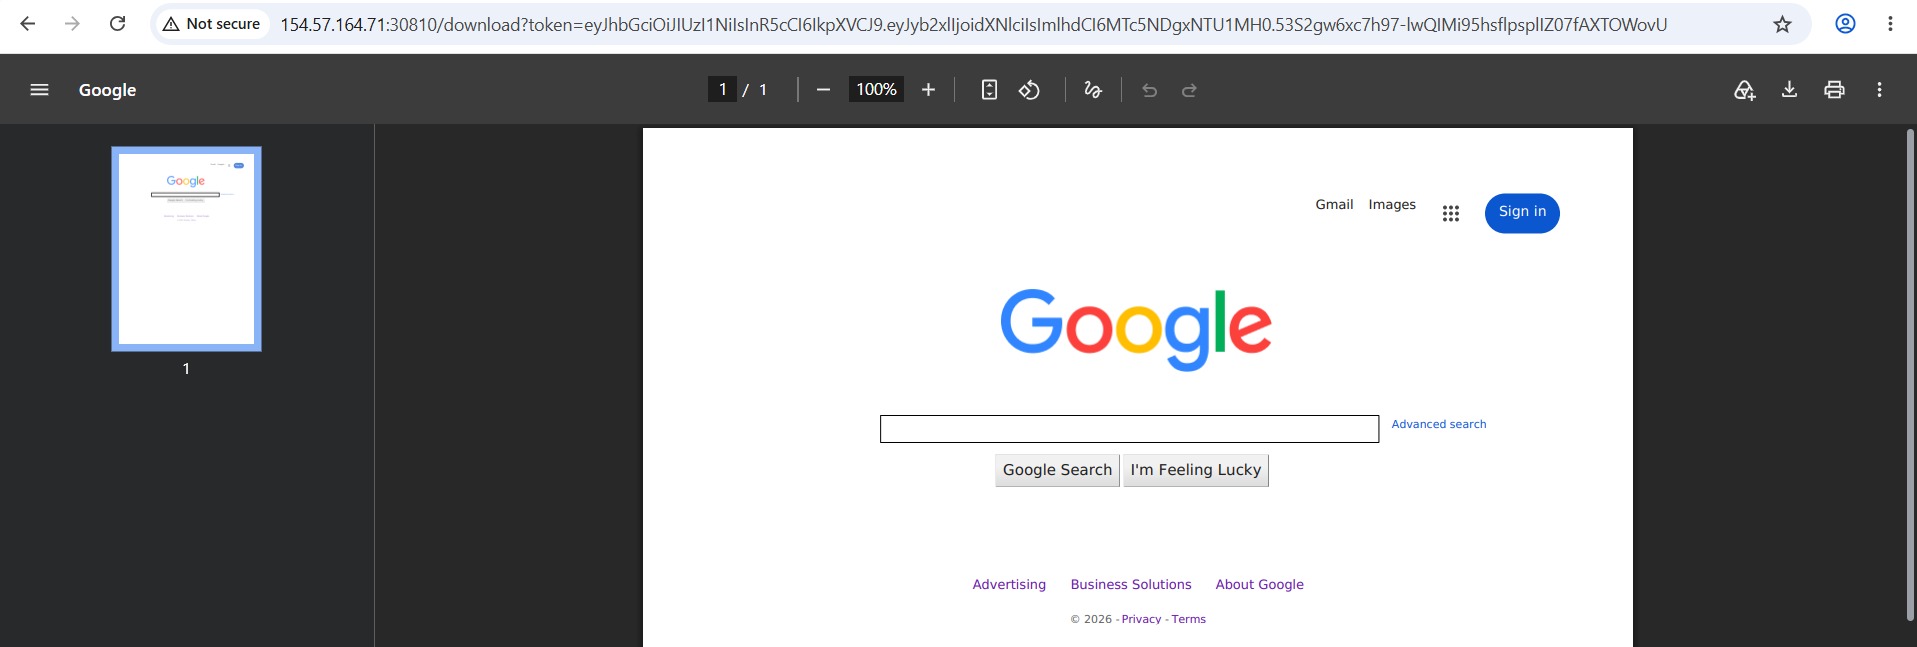 Not secure
154.57.164.71:30810/download?token=eyJhbGciOiJIUzI1NiIsInR5cCI6IkpXVCJ9.eyJyb2xlIjoidXNlciIsImlhdCI6MTc5NDgxNTU1MH0.53S2gw6xc7h97-lwQIMi95hsflpsplIZ07fAXTOWovU
Google
1 / 1
100%
Gmail Images
Sign in
Google
Advanced search
Google Search I'm Feeling Lucky
Advertising Business Solutions About Google
© 2026 - Privacy - Terms
1